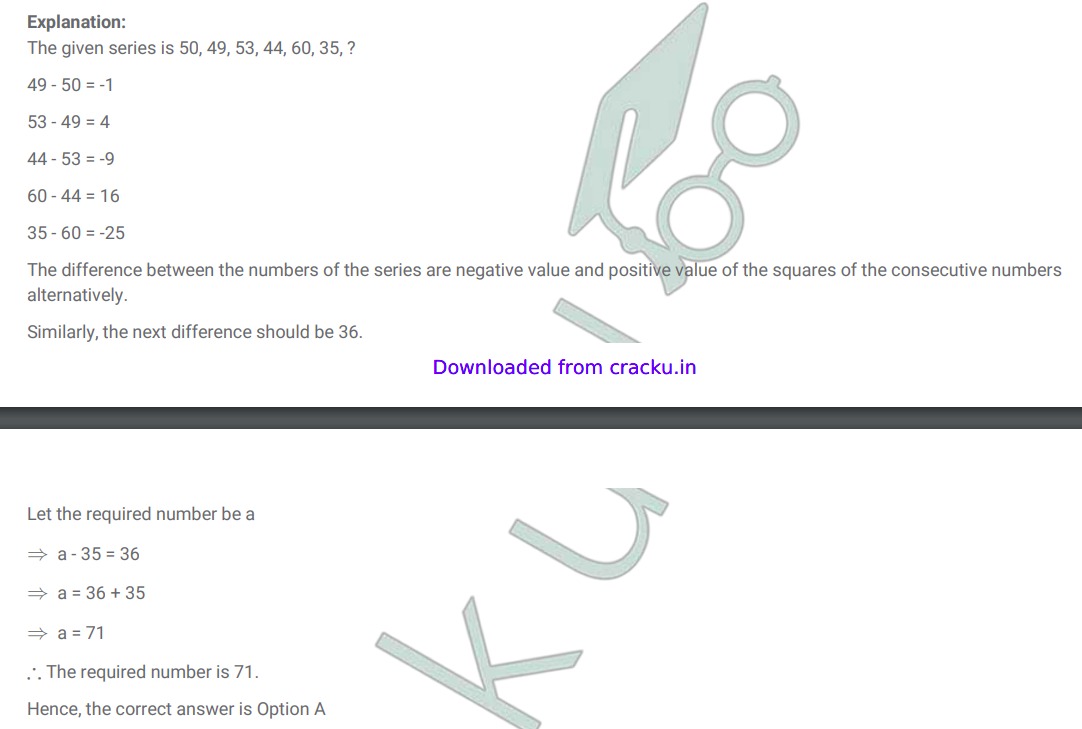 Explanation:
The given series is 50, 49, 53, 44, 60, 35, ?
49 - 50 = -1
53 - 49 = 4
44 - 53 = -9
60 - 44 = 16
35 - 60 = -25
The difference between the numbers of the series are negative value and positive value of the squares of the consecutive numbers
alternatively.
Similarly, the next difference should be 36.
Downloaded from cracku.in
Let the required number be a
⇒ a - 35 = 36
⇒ a = 36 + 35
⇒ a = 71
∴ The required number is 71.
Hence, the correct answer is Option A
k u